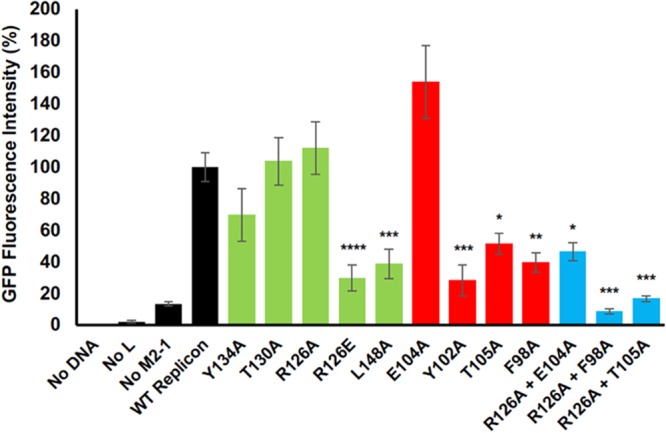 GFP Fluorescence Intensity (%)
200
180
160
140
120
100
80
60
40
20
0
****
***
***
*
**
*
***
***
No DNA
No L
No M2-1
WT Replicon
Y134A
T130A
R126A
R126E
L148A
E104A
Y102A
T105A
F98A
R126A + E104A
R126A + F98A
R126A + T105A